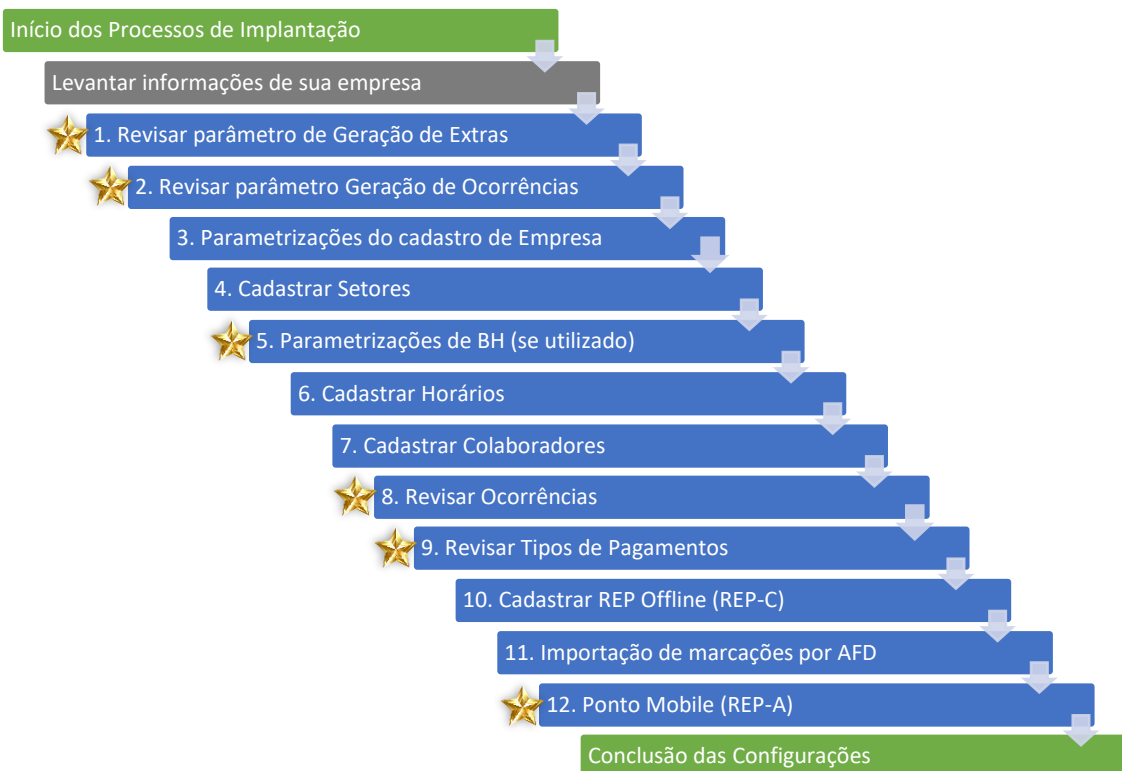 Início dos Processos de Implantação
Levantar informações de sua empresa
1. Revisar parâmetro de Geração de Extras
2. Revisar parâmetro Geração de Ocorrências
3. Parametrizações do cadastro de Empresa
4. Cadastrar Setores
5. Parametrizações de BH (se utilizado)
6. Cadastrar Horários
7. Cadastrar Colaboradores
8. Revisar Ocorrências
9. Revisar Tipos de Pagamentos
10. Cadastrar REP Offline (REP-C)
11. Importação de marcações por AFD
12. Ponto Mobile (REP-A)
Conclusão das Configurações